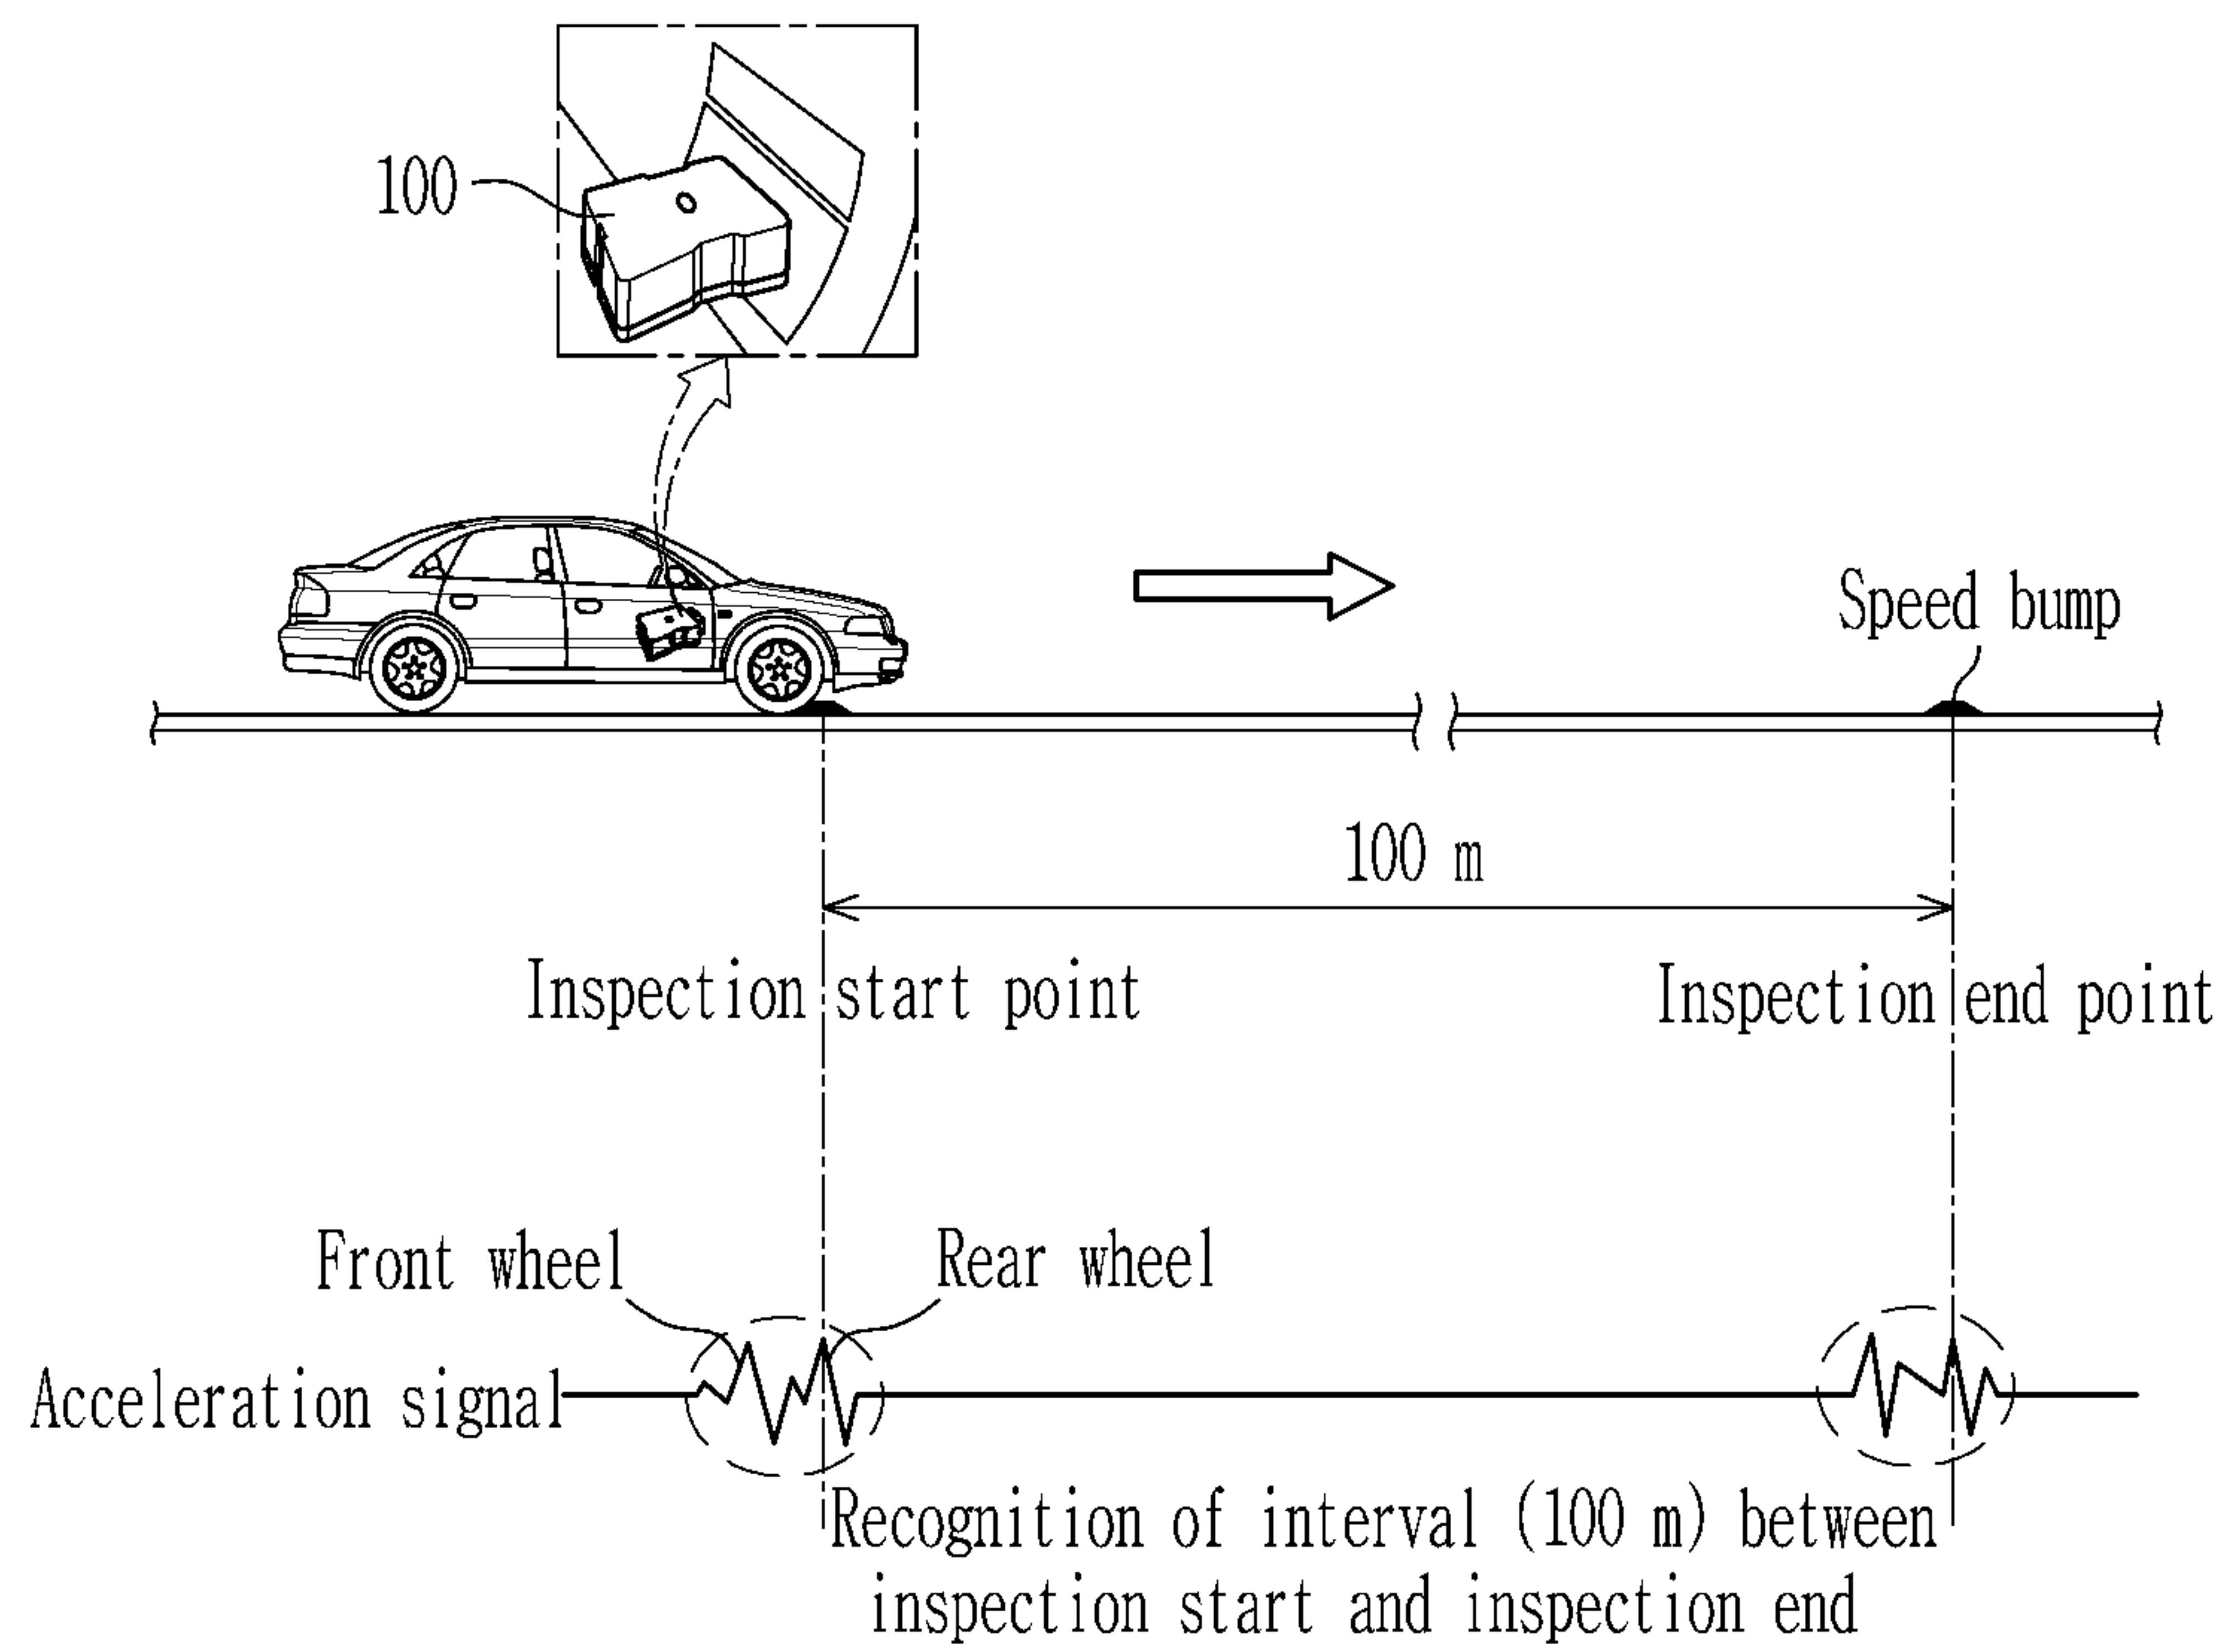 100
Speed bump
100 m
Inspection start point
Inspection end point
Front wheel
Rear wheel
Acceleration signal
Recognition of interval (100 m) between
inspection start and inspection end